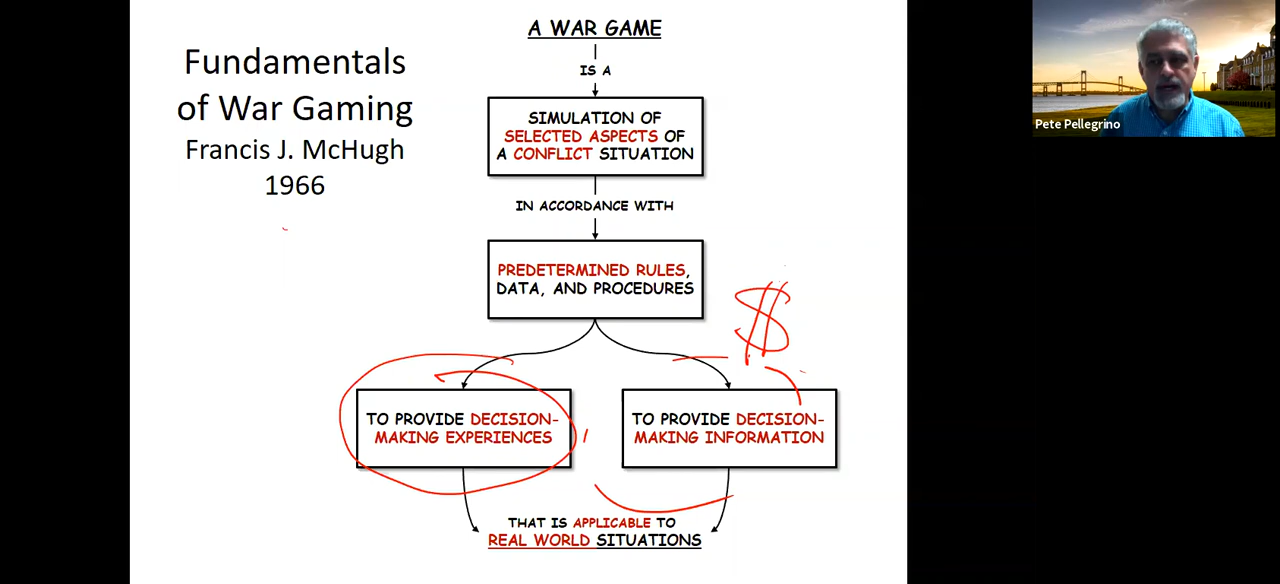 Fundamentals
of War Gaming
Francis J. McHugh
1966
A WAR GAME
IS A
SIMULATION OF
SELECTED ASPECTS OF
A CONFLICT SITUATION
IN ACCORDANCE WITH
PREDETERMINED RULES,
DATA, AND PROCEDURES
$
TO PROVIDE DECISION-
MAKING EXPERIENCES
TO PROVIDE DECISION-
MAKING INFORMATION
THAT IS APPLICABLE TO
REAL WORLD SITUATIONS
Pete Pellegrino